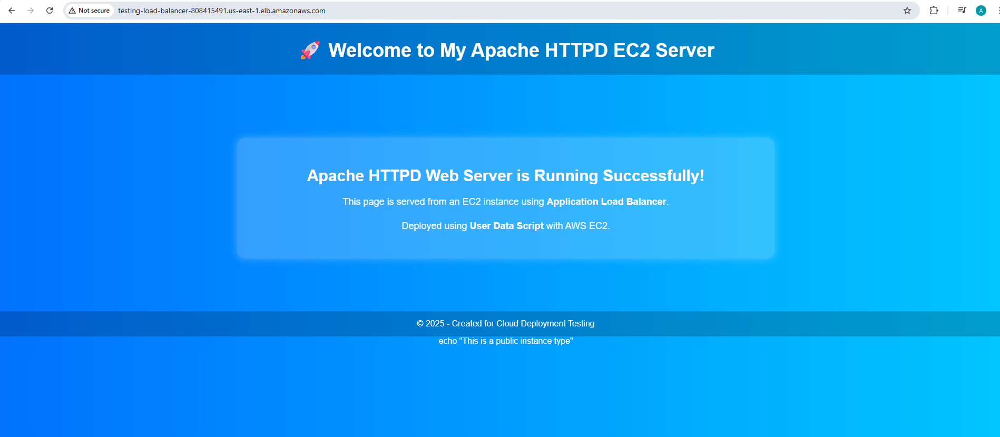 Not secure testing-load-balancer-808415491.us-east-1.elb.amazonaws.com A
🚀 Welcome to My Apache HTTPD EC2 Server
Apache HTTPD Web Server is Running Successfully!
This page is served from an EC2 instance using Application Load Balancer.
Deployed using User Data Script with AWS EC2.
© 2025 - Created for Cloud Deployment Testing
echo "This is a public instance type"